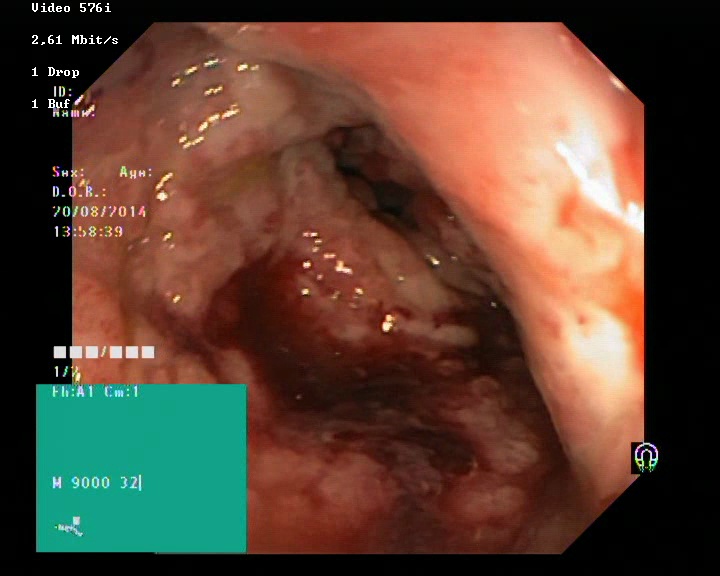 Video 576i
2,61 Mbit/s
1 Drop
ID:
1 Buf
Name:
Sex: Age:
D.O.B.:
20/08/2014
13:58:39
1/
Eh:A1 Cm:1
M 9000 32